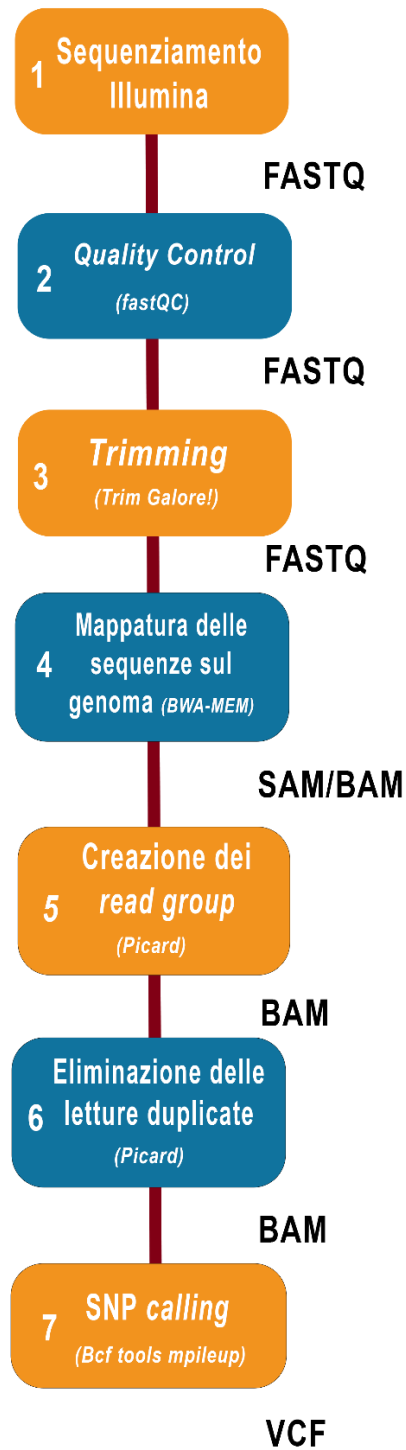 1
Sequenziamento
Illumina
FASTQ
2
Quality Control
(fastQC)
FASTQ
3
Trimming
(Trim Galore!)
FASTQ
4
Mappatura delle
sequenze sul
genoma (BWA-MEM)
SAM/BAM
5
Creazione dei
read group
(Picard)
BAM
6
Eliminazione delle
letture duplicate
(Picard)
BAM
7
SNP calling
(Bcf tools mpileup)
VCF